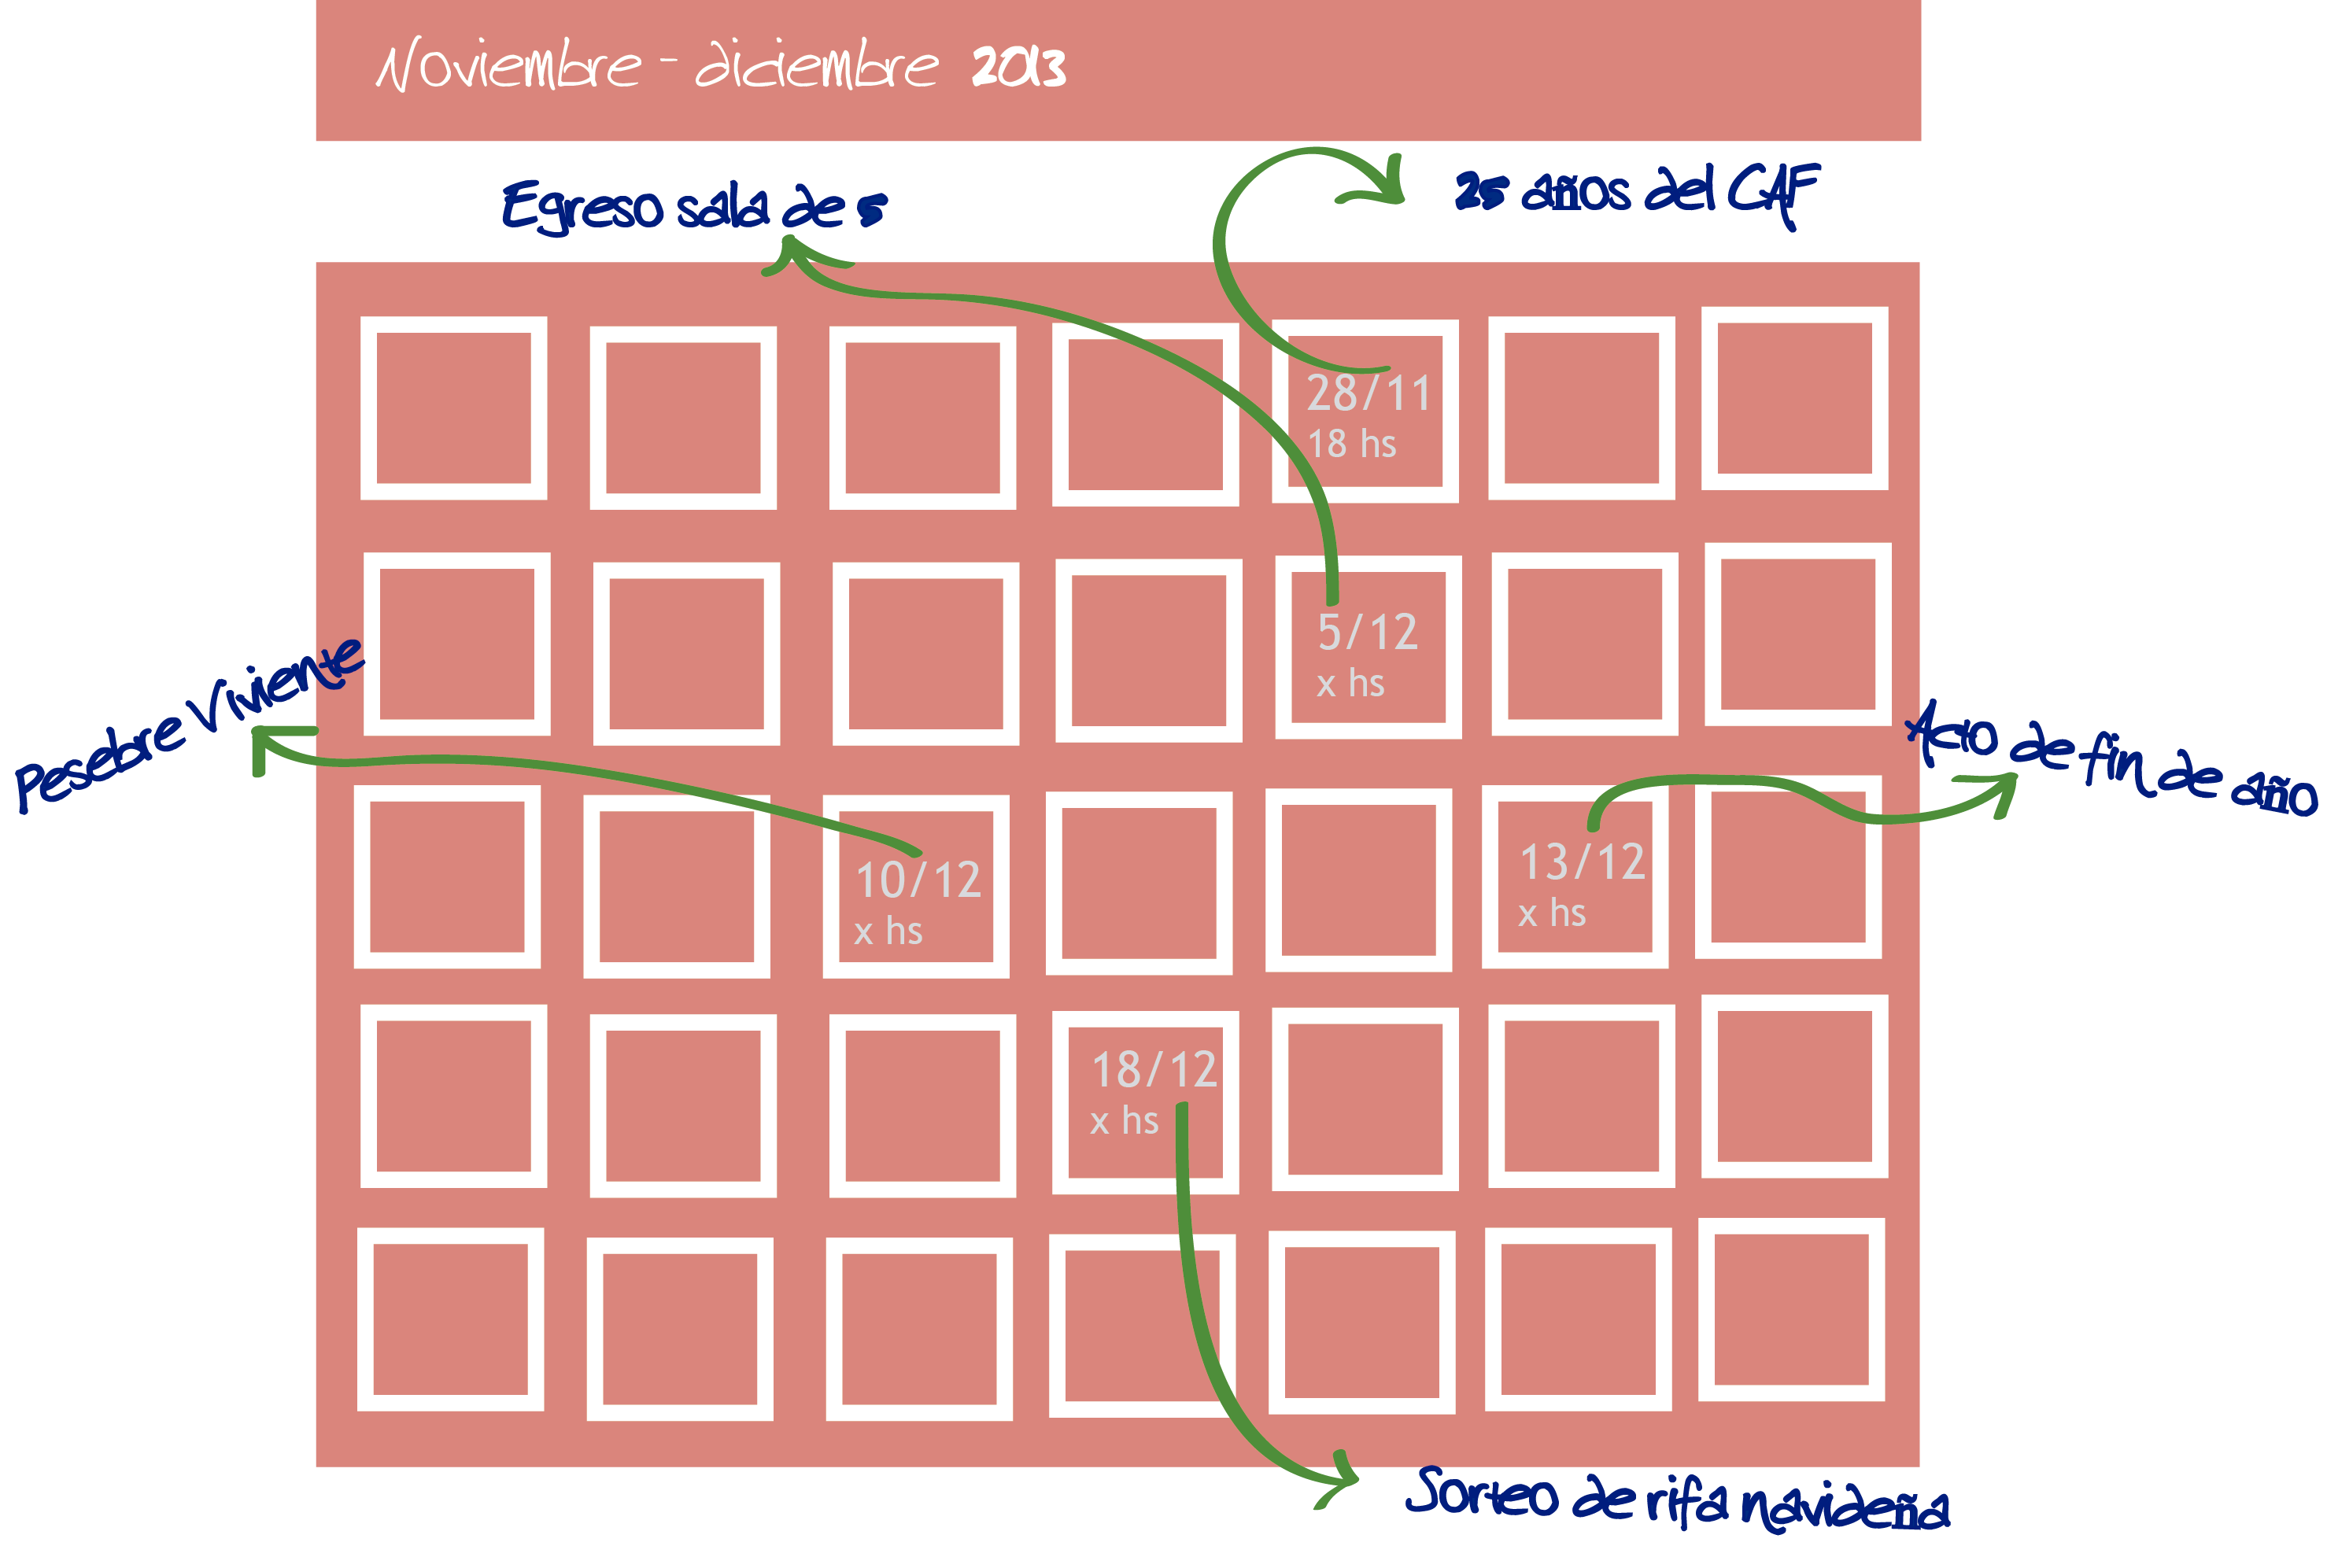 Noviembre - diciembre 2013
Egreso sala de 5
25 años del CAF
28/11
18 hs
5/12
x hs
pesebre viviente
Acto de fin de año
10/12
x hs
13/12
x hs
18/12
x hs
Sorteo de rifa navideña